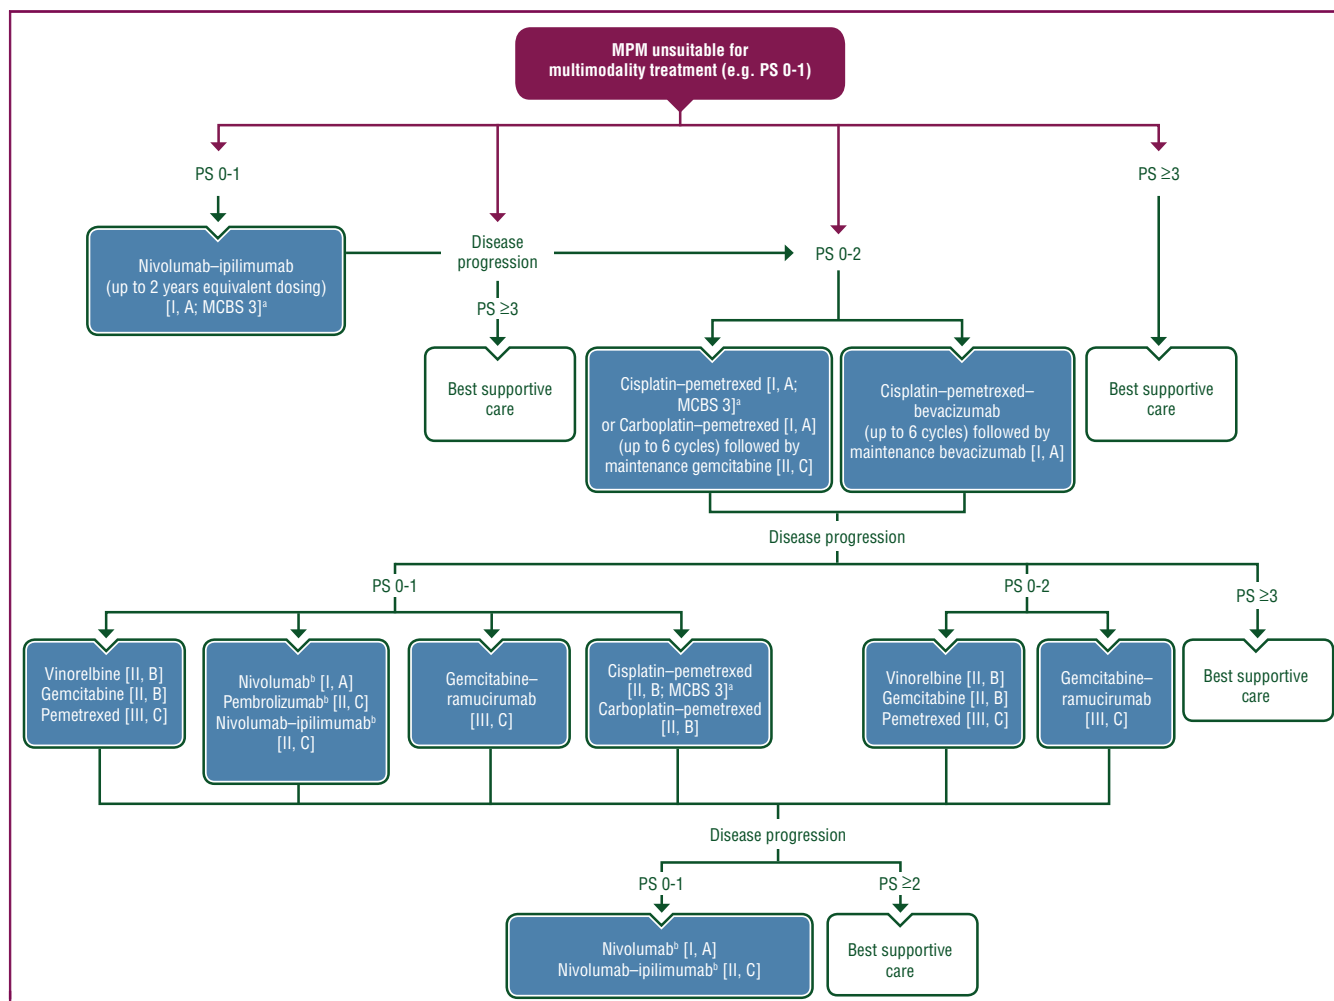 MPM unsuitable for
multimodality treatment (e.g. PS 0-1)
PS 0-1
PS ≥3
Disease
progression
PS 0-2
Nivolumab–ipilimumab
(up to 2 years equivalent dosing)
[I, A; MCBS 3]ᵃ
PS ≥3
Best supportive
care
Cisplatin–pemetrexed [I, A;
MCBS 3]ᵃ
or Carboplatin–pemetrexed [I, A]
(up to 6 cycles) followed by
maintenance gemcitabine [II, C]
Cisplatin–pemetrexed–
bevacizumab
(up to 6 cycles) followed by
maintenance bevacizumab [I, A]
Best supportive
care
Disease progression
PS 0-1
PS 0-2
PS ≥3
Vinorelbine [II, B]
Gemcitabine [II, B]
Pemetrexed [III, C]
Nivolumabᵇ [I, A]
Pembrolizumabᵇ [II, C]
Nivolumab–ipilimumabᵇ
[II, C]
Gemcitabine–
ramucirumab
[III, C]
Cisplatin–pemetrexed
[II, B; MCBS 3]ᵃ
Carboplatin–pemetrexed
[II, B]
Vinorelbine [II, B]
Gemcitabine [II, B]
Pemetrexed [III, C]
Gemcitabine–
ramucirumab
[III, C]
Best supportive
care
Disease progression
PS 0-1
PS ≥2
Nivolumabᵇ [I, A]
Nivolumab–ipilimumabᵇ [II, C]
Best supportive
care